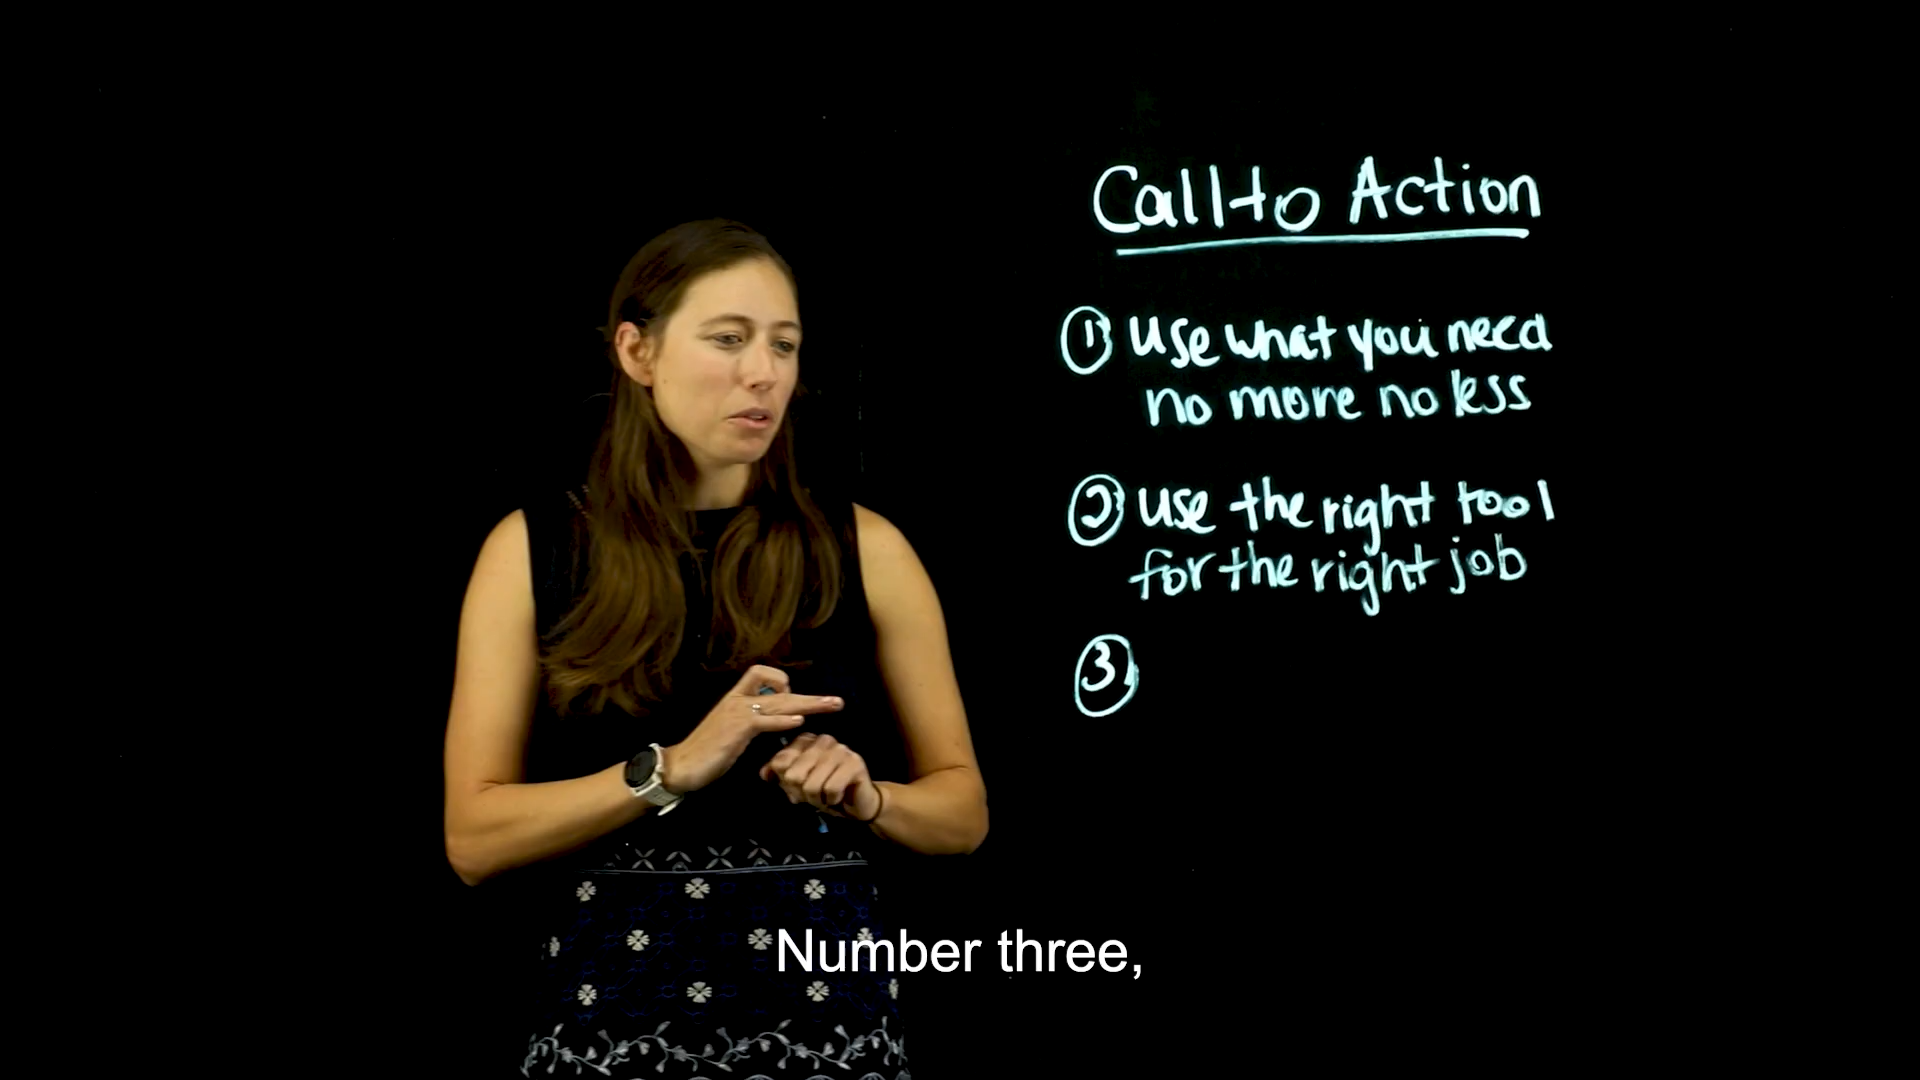 Call to Action
① use what you need
no more no less
② use the right tool
for the right job
③
Number three,